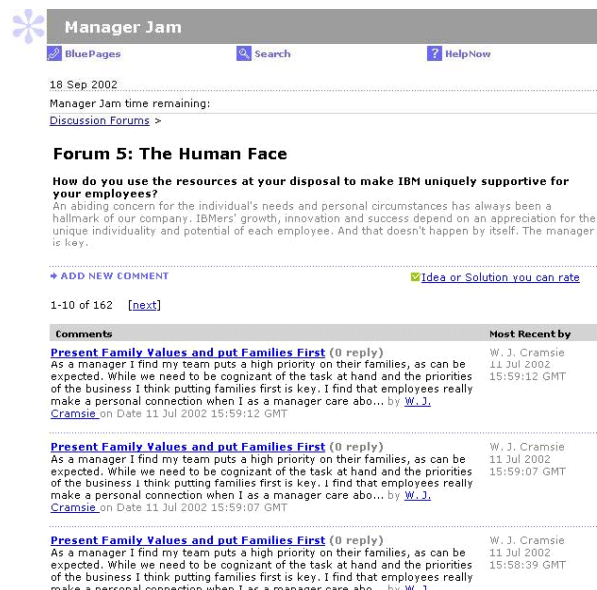 Manager Jam
BluePages Search HelpNow
18 Sep 2002
Manager Jam time remaining:
Discussion Forums >
Forum 5: The Human Face
How do you use the resources at your disposal to make IBM uniquely supportive for
your employees?
An abiding concern for the individual's needs and personal circumstances has always been a
hallmark of our company. IBMers' growth, innovation and success depend on an appreciation for the
unique individuality and potential of each employee. And that doesn't happen by itself. The manager
is key.
ADD NEW COMMENT Idea or Solution you can rate
1-10 of 162 [next]
Comments Most Recent by
Present Family Values and put Families First (0 reply) W. J. Cramsie
As a manager I find my team puts a high priority on their families, as can be 11 Jul 2002
expected. While we need to be cognizant of the task at hand and the priorities 15:59:12 GMT
of the business I think putting families first is key. I find that employees really
make a personal connection when I as a manager care abo... by W. J.
Cramsie on Date 11 Jul 2002 15:59:12 GMT
Present Family Values and put Families First (0 reply) W. J. Cramsie
As a manager I find my team puts a high priority on their families, as can be 11 Jul 2002
expected. While we need to be cognizant of the task at hand and the priorities 15:59:07 GMT
of the business I think putting families first is key. I find that employees really
make a personal connection when I as a manager care abo... by W. J.
Cramsie on Date 11 Jul 2002 15:59:07 GMT
Present Family Values and put Families First (0 reply) W. J. Cramsie
As a manager I find my team puts a high priority on their families, as can be 11 Jul 2002
expected. While we need to be cognizant of the task at hand and the priorities 15:58:39 GMT
of the business I think putting families first is key. I find that employees really
make a personal connection when I as a manager care abo... by W. J.